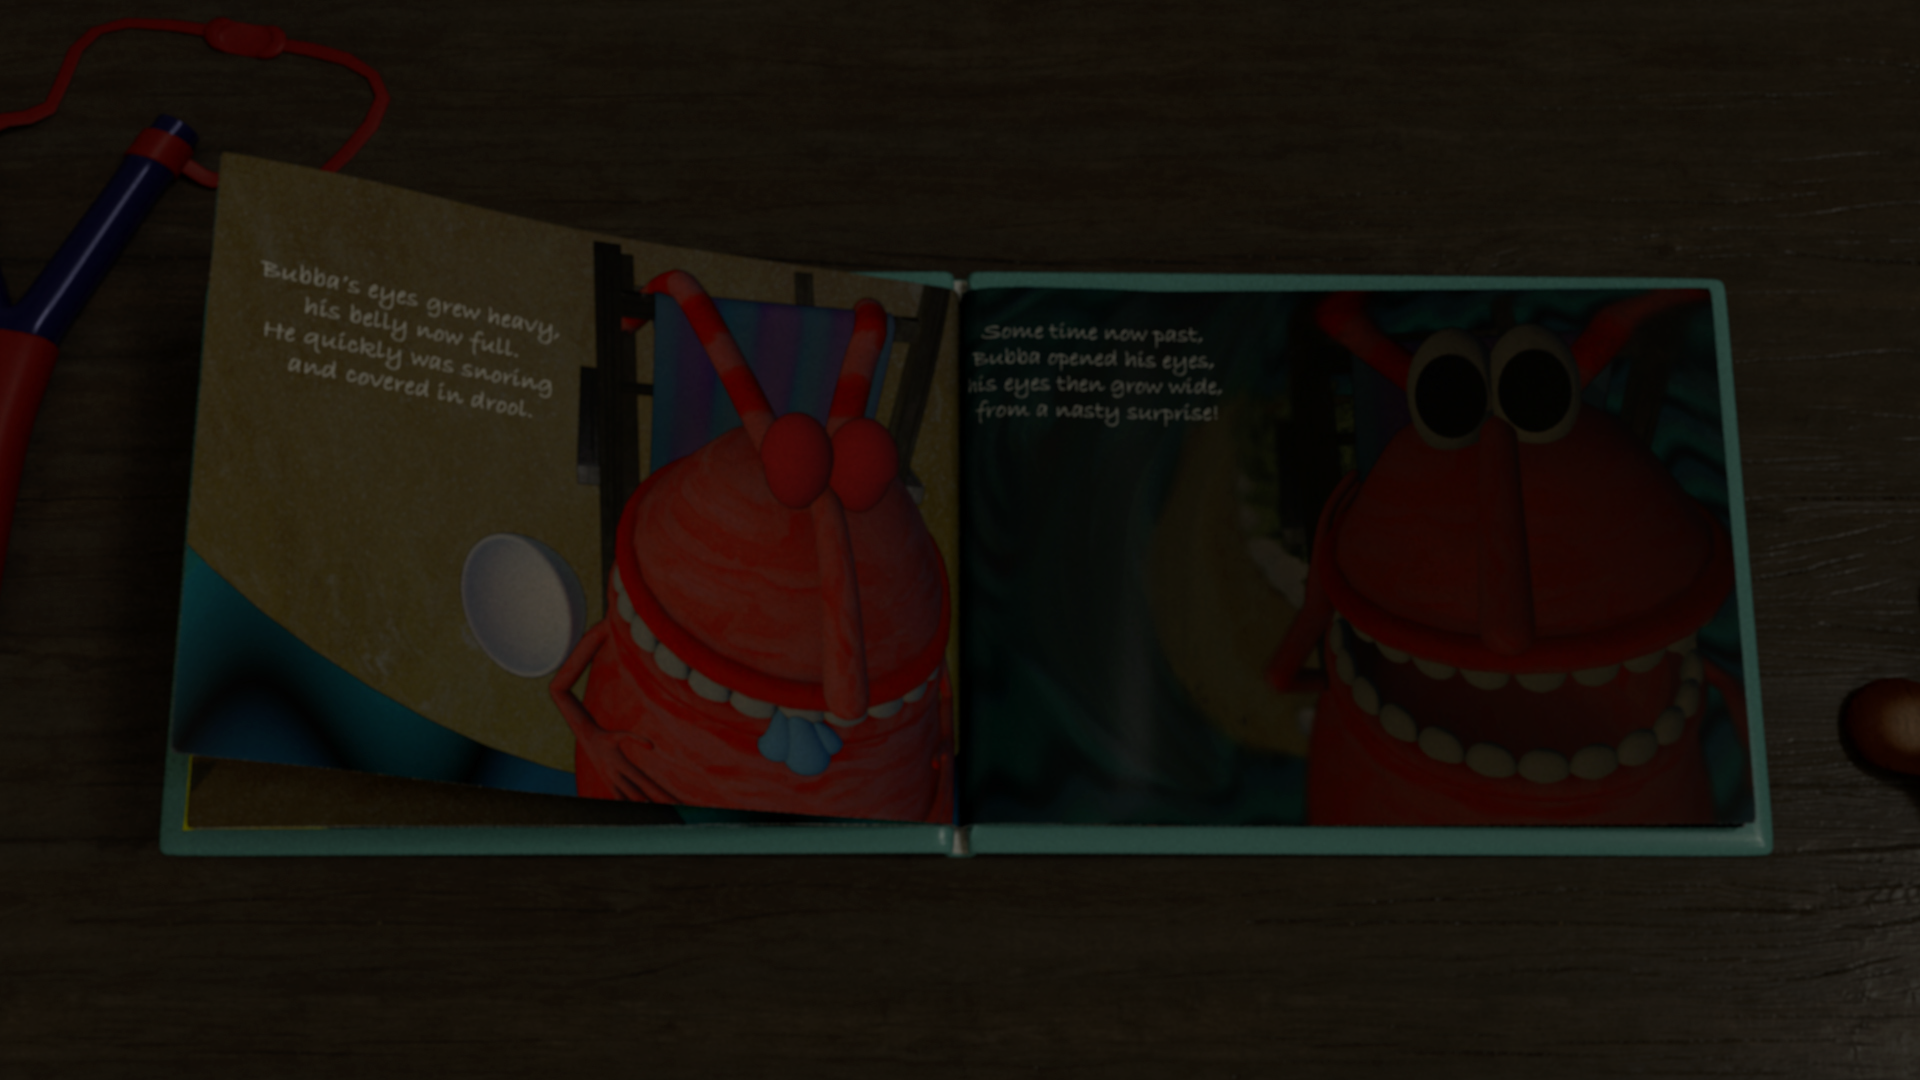 Bubba's eyes grew heavy,
his belly now full.
He quickly was snoring
and covered in drool.
Some time now past,
Bubba opened his eyes,
his eyes then grow wide,
from a nasty surprise!